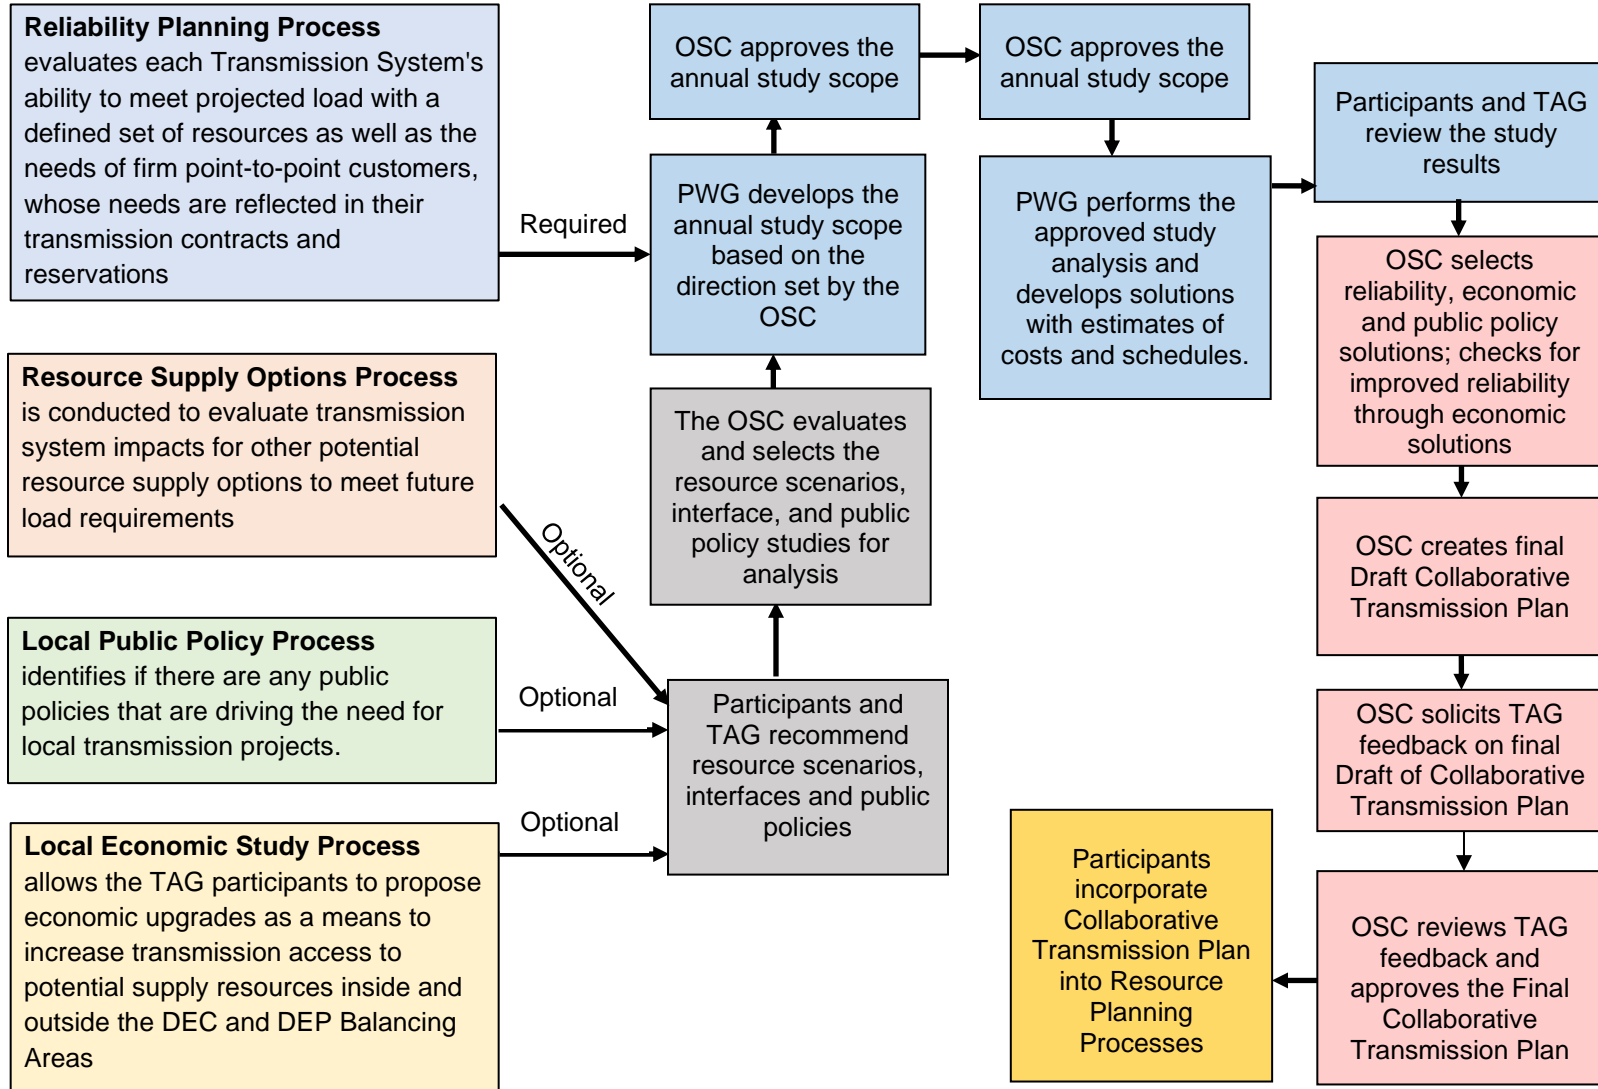 Reliability Planning Process
evaluates each Transmission System's
ability to meet projected load with a
defined set of resources as well as the
needs of firm point-to-point customers,
whose needs are reflected in their
transmission contracts and
reservations
Required
Resource Supply Options Process
is conducted to evaluate transmission
system impacts for other potential
resource supply options to meet future
load requirements
Optional
Local Public Policy Process
identifies if there are any public
policies that are driving the need for
local transmission projects.
Optional
Local Economic Study Process
allows the TAG participants to propose
economic upgrades as a means to
increase transmission access to
potential supply resources inside and
outside the DEC and DEP Balancing
Areas
Optional
Participants and
TAG recommend
resource scenarios,
interfaces and public
policies
The OSC evaluates
and selects the
resource scenarios,
interface, and public
policy studies for
analysis
PWG develops the
annual study scope
based on the
direction set by the
OSC
OSC approves the
annual study scope
OSC approves the
annual study scope
PWG performs the
approved study
analysis and
develops solutions
with estimates of
costs and schedules.
Participants and TAG
review the study
results
OSC selects
reliability, economic
and public policy
solutions; checks for
improved reliability
through economic
solutions
OSC creates final
Draft Collaborative
Transmission Plan
OSC solicits TAG
feedback on final
Draft of Collaborative
Transmission Plan
OSC reviews TAG
feedback and
approves the Final
Collaborative
Transmission Plan
Participants
incorporate
Collaborative
Transmission Plan
into Resource
Planning
Processes